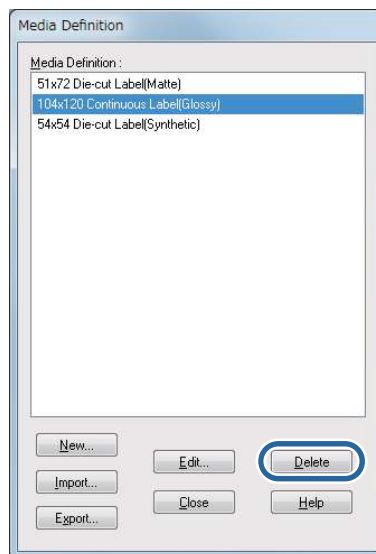 Media Definition
Media Definition :
51x72 Die-cut Label(Matte)
104x120 Continuous Label(Glossy)
54x54 Die-cut Label(Synthetic)
New...
Edit...
Delete
Import...
Close
Help
Export...